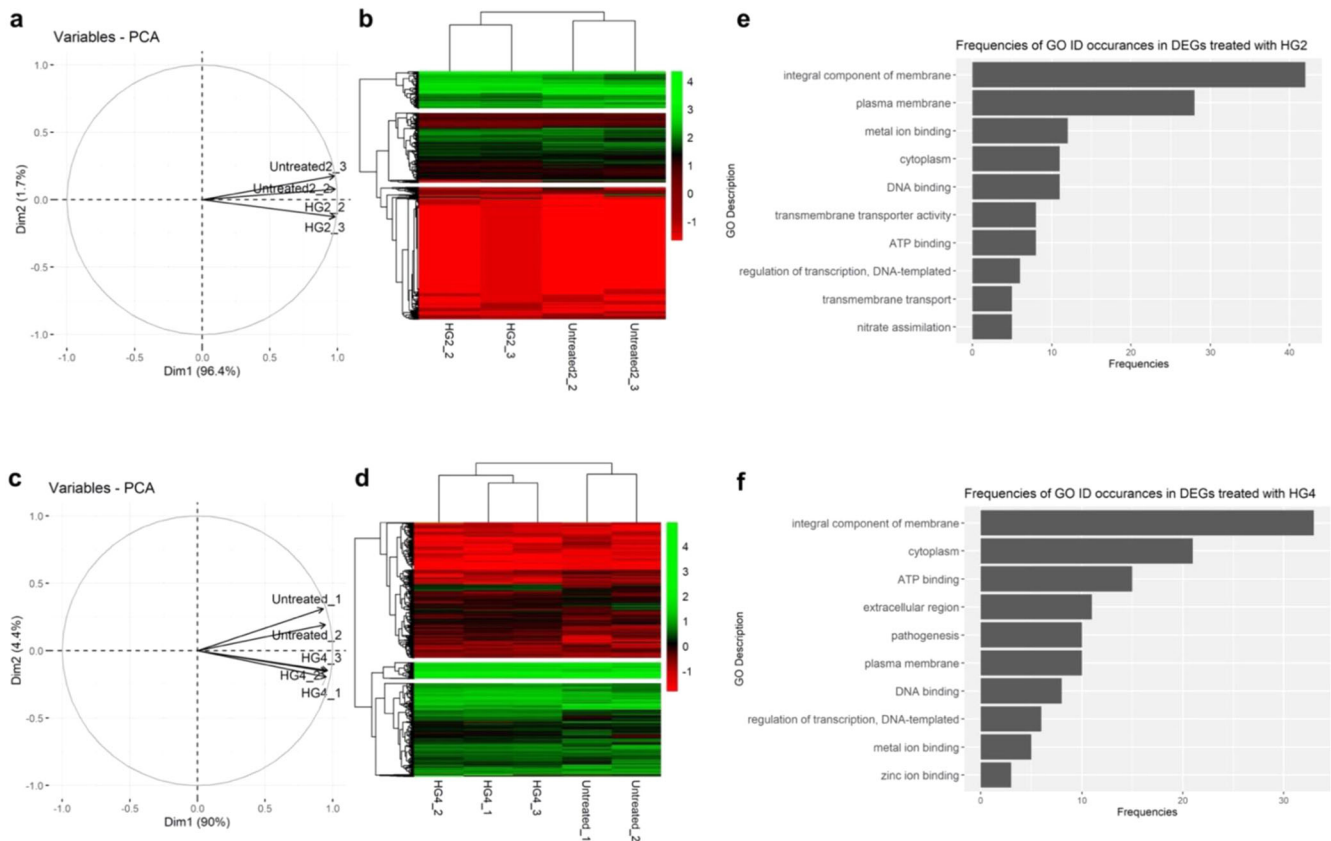 a
Variables - PCA
1.0
0.5
0.0
-0.5
-1.0
Dim2 (1.7%)
Untreated2_3
Untreated2_2
HG2_2
HG2_3
-1.0
-0.5
0.0
0.5
1.0
Dim1 (96.4%)
b
4
3
2
1
0
-1
HG2_2
HG2_3
Untreated2_2
Untreated2_3
e
Frequencies of GO ID occurances in DEGs treated with HG2
GO Description
integral component of membrane
plasma membrane
metal ion binding
cytoplasm
DNA binding
transmembrane transporter activity
ATP binding
regulation of transcription, DNA-templated
transmembrane transport
nitrate assimilation
0
10
20
30
40
Frequencies
c
Variables - PCA
1.0
0.5
0.0
-0.5
-1.0
Dim2 (4.4%)
Untreated_1
Untreated_2
HG4_3
HG4_2
HG4_1
-1.0
-0.5
0.0
0.5
1.0
Dim1 (90%)
d
4
3
2
1
0
-1
HG4_2
HG4_1
HG4_3
Untreated_1
Untreated_2
f
Frequencies of GO ID occurances in DEGs treated with HG4
GO Description
integral component of membrane
cytoplasm
ATP binding
extracellular region
pathogenesis
plasma membrane
DNA binding
regulation of transcription, DNA-templated
metal ion binding
zinc ion binding
0
10
20
30
Frequencies